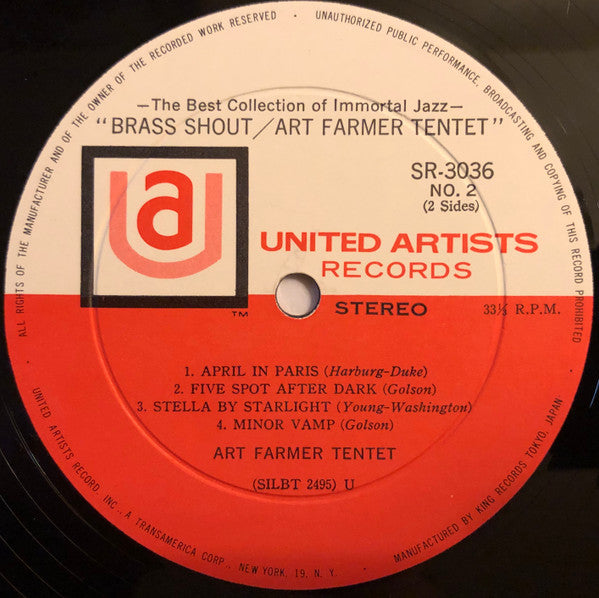 ALL RIGHTS OF THE MANUFACTURER AND OF THE OWNER OF THE RECORDED WORK RESERVED • UNAUTHORIZED PUBLIC PERFORMANCE, BROADCASTING AND COPYING OF THIS RECORD PROHIBITED
—The Best Collection of Immortal Jazz—
"BRASS SHOUT/ART FARMER TENTET"
SR-3036
NO. 2
(2 Sides)
ua
UNITED ARTISTS
RECORDS
TM
STEREO
33⅓ R.P.M.
1. APRIL IN PARIS (Harburg-Duke)
2. FIVE SPOT AFTER DARK (Golson)
3. STELLA BY STARLIGHT (Young-Washington)
4. MINOR VAMP (Golson)
ART FARMER TENTET
(SILBT 2495) U
UNITED ARTISTS RECORD, INC., A TRANSAMERICA CORP., NEW YORK, 19, N. Y.
MANUFACTURED BY KING RECORDS TOKYO, JAPAN